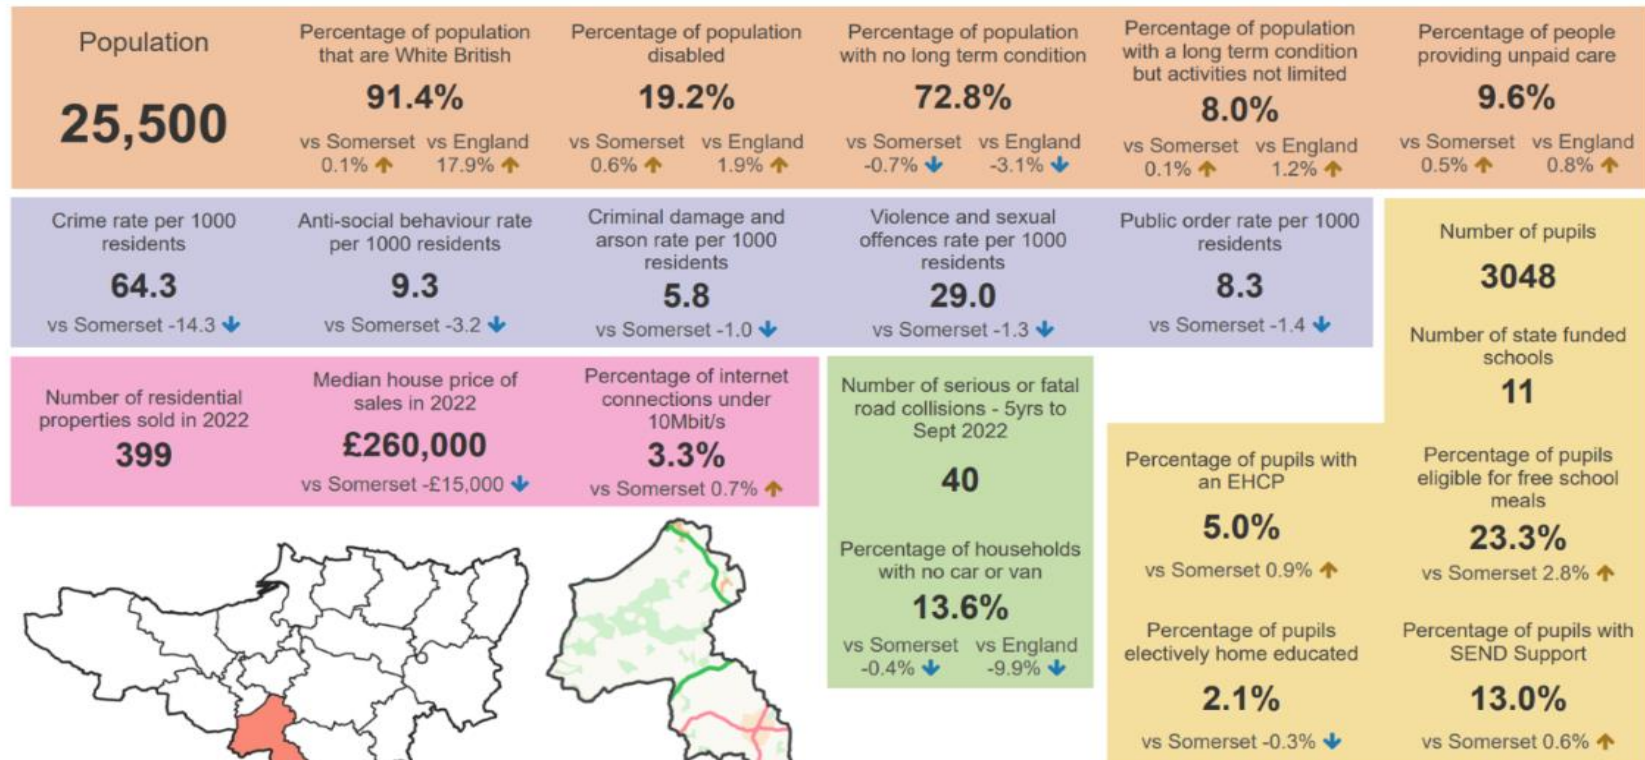 Population
25,500
Percentage of population
that are White British
91.4%
vs Somerset vs England
0.1% 17.9%
Percentage of population
disabled
19.2%
vs Somerset vs England
0.6% 1.9%
Percentage of population
with no long term condition
72.8%
vs Somerset vs England
-0.7% -3.1%
Percentage of population
with a long term condition
but activities not limited
8.0%
vs Somerset vs England
0.1% 1.2%
Percentage of people
providing unpaid care
9.6%
vs Somerset vs England
0.5% 0.8%
Crime rate per 1000
residents
64.3
vs Somerset -14.3
Anti-social behaviour rate
per 1000 residents
9.3
vs Somerset -3.2
Criminal damage and
arson rate per 1000
residents
5.8
vs Somerset -1.0
Violence and sexual
offences rate per 1000
residents
29.0
vs Somerset -1.3
Public order rate per 1000
residents
8.3
vs Somerset -1.4
Number of pupils
3048
Number of state funded
schools
11
Number of residential
properties sold in 2022
399
Median house price of
sales in 2022
£260,000
vs Somerset -£15,000
Percentage of internet
connections under
10Mbit/s
3.3%
vs Somerset 0.7%
Number of serious or fatal
road collisions - 5yrs to
Sept 2022
40
Percentage of households
with no car or van
13.6%
vs Somerset vs England
-0.4% -9.9%
Percentage of pupils with
an EHCP
5.0%
vs Somerset 0.9%
Percentage of pupils
eligible for free school
meals
23.3%
vs Somerset 2.8%
Percentage of pupils
electively home educated
2.1%
vs Somerset -0.3%
Percentage of pupils with
SEND Support
13.0%
vs Somerset 0.6%